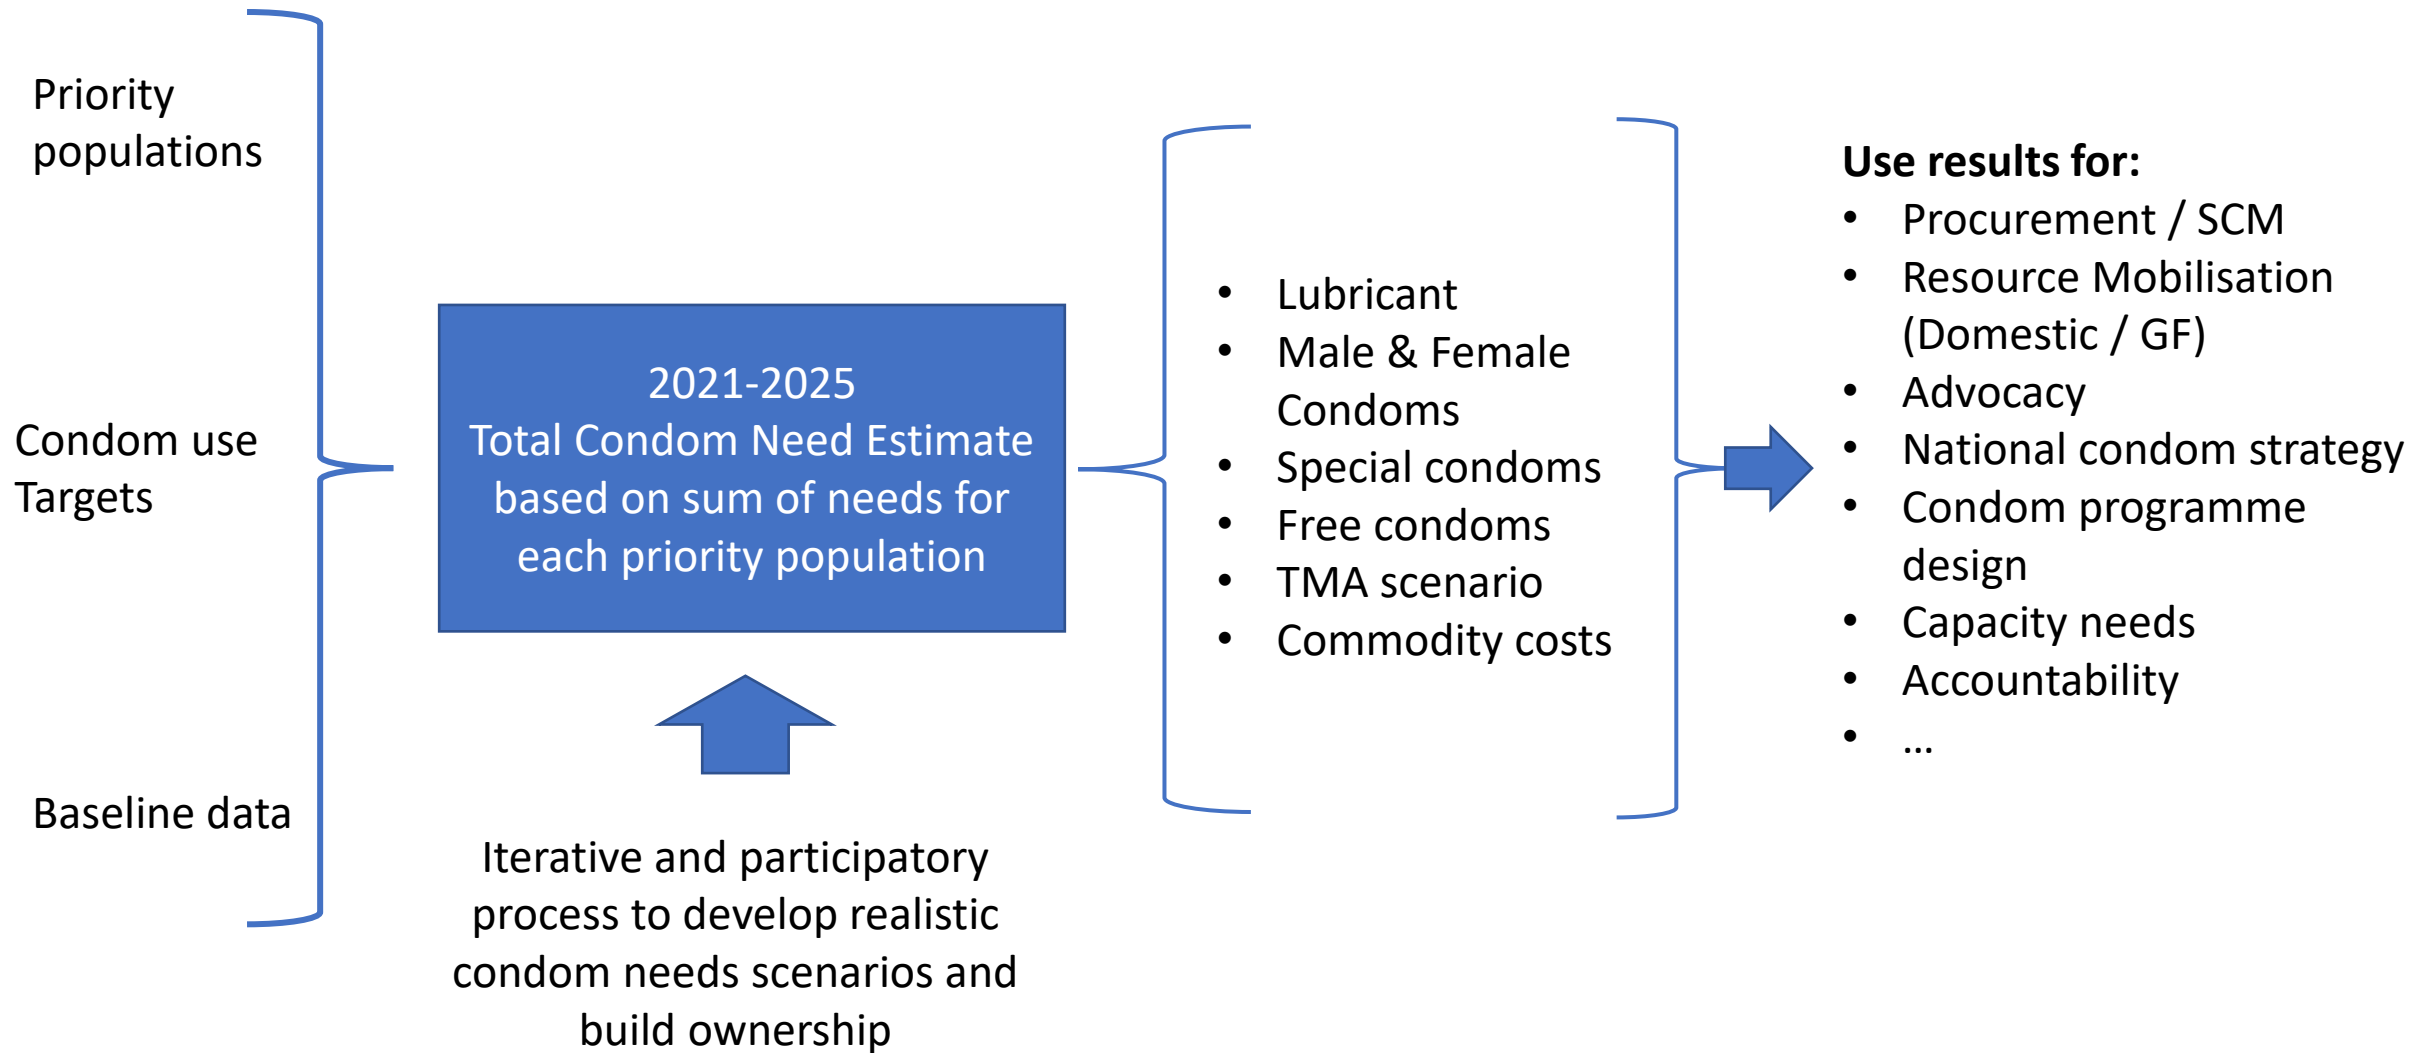 Priority
populations
Condom use
Targets
Baseline data
2021-2025
Total Condom Need Estimate
based on sum of needs for
each priority population
Iterative and participatory
process to develop realistic
condom needs scenarios and
build ownership
• Lubricant
• Male & Female
Condoms
• Special condoms
• Free condoms
• TMA scenario
• Commodity costs
Use results for:
• Procurement / SCM
• Resource Mobilisation
(Domestic / GF)
• Advocacy
• National condom strategy
• Condom programme
design
• Capacity needs
• Accountability
• …